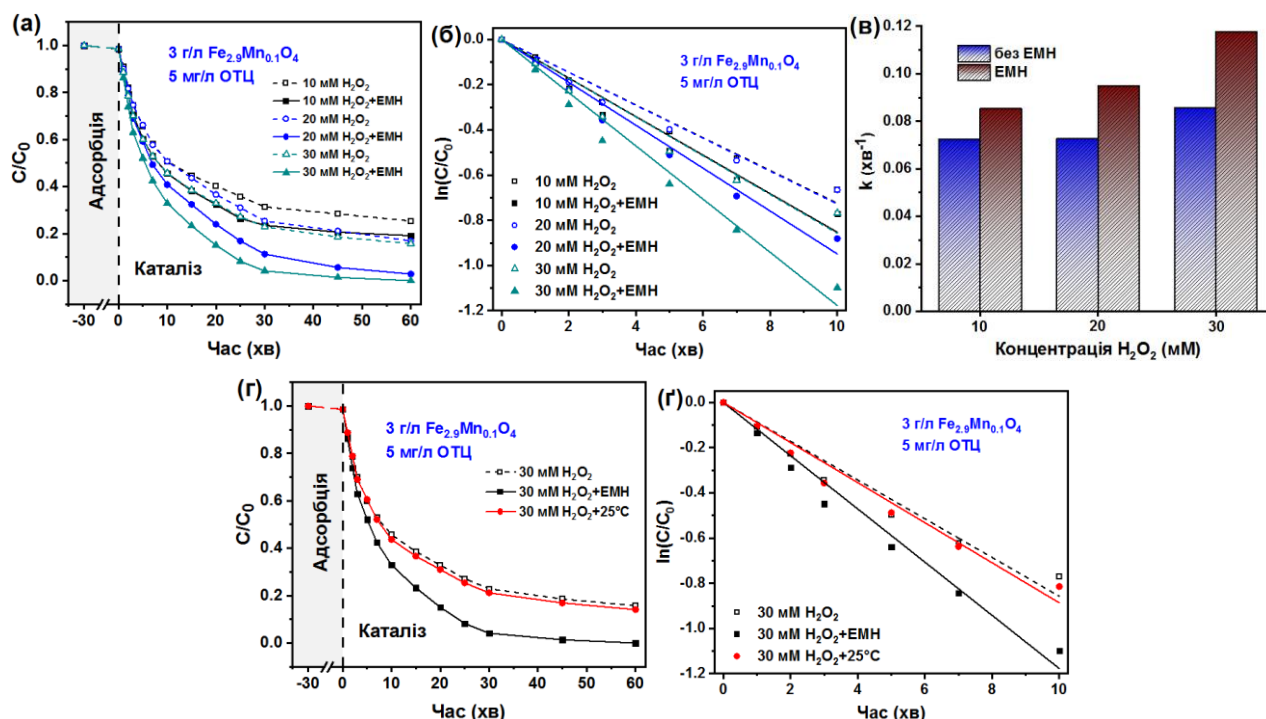 (а)
3 г/л Fe2.9Mn0.1O4
5 мг/л ОТЦ
10 мМ H2O2
10 мМ H2O2+ЕМН
20 мМ H2O2
20 мМ H2O2+ЕМН
30 мМ H2O2
30 мМ H2O2+ЕМН
Адсорбція
Каталіз
C/C0
1.0
0.8
0.6
0.4
0.2
0.0
-30 0 10 20 30 40 50 60
Час (хв)
(б)
3 г/л Fe2.9Mn0.1O4
5 мг/л ОТЦ
10 мМ H2O2
10 мМ H2O2+ЕМН
20 мМ H2O2
20 мМ H2O2+ЕМН
30 мМ H2O2
30 мМ H2O2+ЕМН
ln(C/C0)
0.0
-0.2
-0.4
-0.6
-0.8
-1.0
-1.2
0 2 4 6 8 10
Час (хв)
(в)
без ЕМН
ЕМН
k (хв-1)
0.12
0.10
0.08
0.06
0.04
0.02
0.00
10 20 30
Концентрація H2O2 (мМ)
(г)
3 г/л Fe2.9Mn0.1O4
5 мг/л ОТЦ
30 мМ H2O2
30 мМ H2O2+ЕМН
30 мМ H2O2+25°C
Адсорбція
Каталіз
C/C0
1.0
0.8
0.6
0.4
0.2
0.0
-30 0 10 20 30 40 50 60
Час (хв)
(ґ)
3 г/л Fe2.9Mn0.1O4
5 мг/л ОТЦ
30 мМ H2O2
30 мМ H2O2+ЕМН
30 мМ H2O2+25°C
ln(C/C0)
0.0
-0.2
-0.4
-0.6
-0.8
-1.0
-1.2
0 2 4 6 8 10
Час (хв)